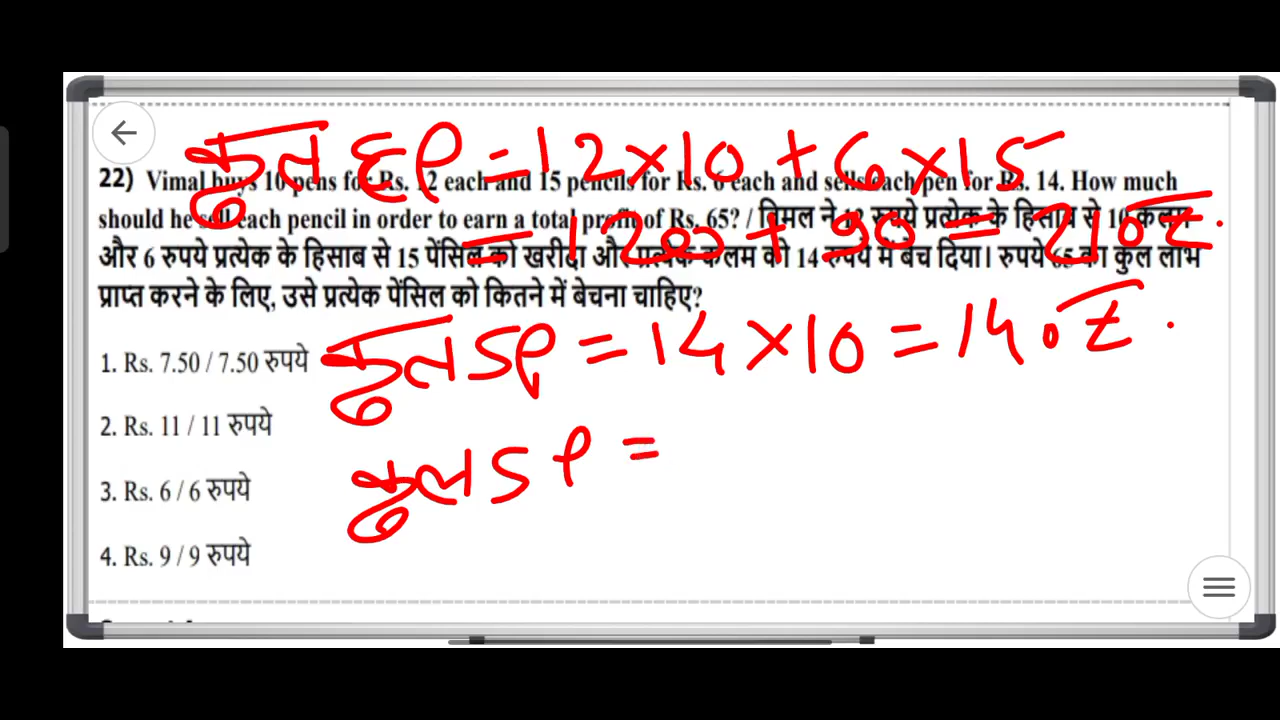 कुल CP = 12×10 + 6×15
22) Vimal buys 10 pens for Rs. 12 each and 15 pencils for Rs. 6 each and sells each pen for Rs. 14. How much
should he sell each pencil in order to earn a total profit of Rs. 65? / विमल ने 12 रुपये प्रत्येक के हिसाब से 10 कलम
= 1200 + 90 = 210रू.
और 6 रुपये प्रत्येक के हिसाब से 15 पेंसिल को खरीदा और प्रत्येक कलम को 14 रुपये में बेच दिया। रुपये 65 का कुल लाभ
प्राप्त करने के लिए, उसे प्रत्येक पेंसिल को कितने में बेचना चाहिए?
कुल SP = 14×10 = 140रू.
1. Rs. 7.50 / 7.50 रुपये
2. Rs. 11 / 11 रुपये
कुल SP =
3. Rs. 6 / 6 रुपये
4. Rs. 9 / 9 रुपये